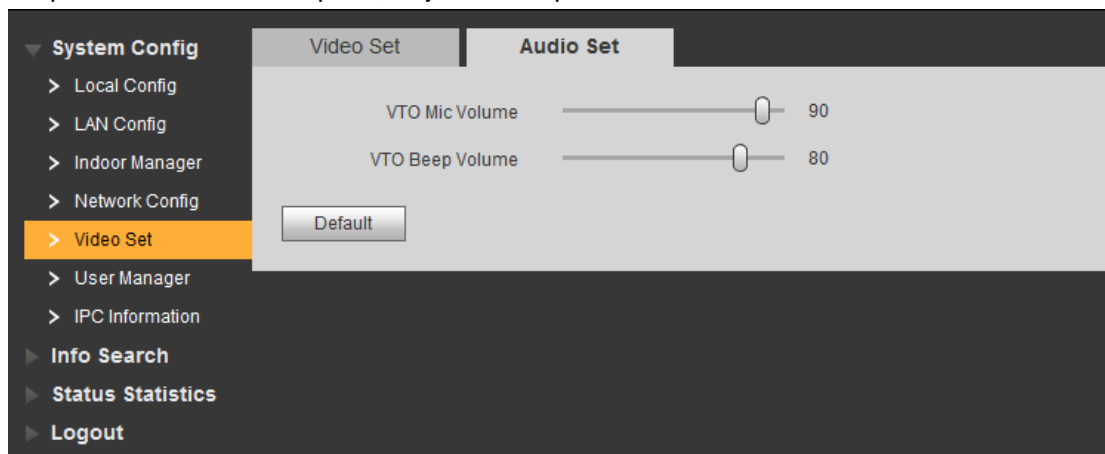 System Config
Local Config
LAN Config
Indoor Manager
Network Config
Video Set
User Manager
IPC Information
Info Search
Status Statistics
Logout
Video Set
Audio Set
VTO Mic Volume 90
VTO Beep Volume 80
Default